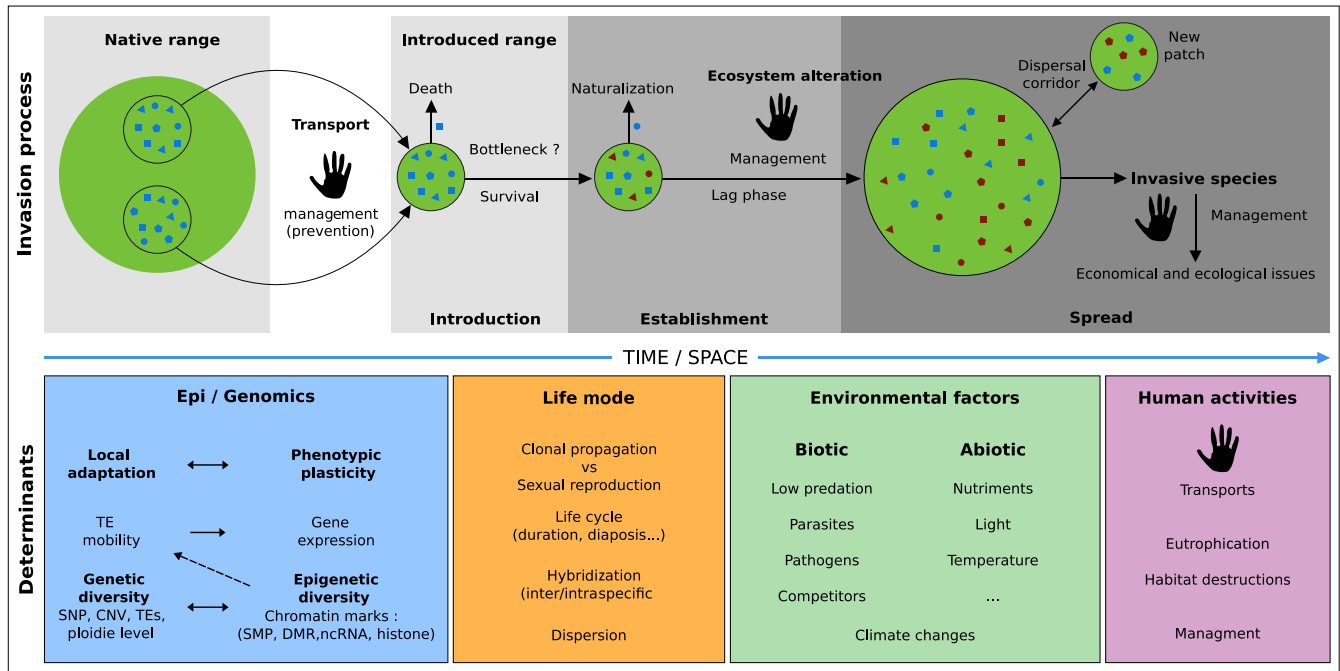 Invasion process
Native range
Transport
management
(prevention)
Introduced range
Death
Bottleneck ?
Survival
Introduction
Naturalization
Ecosystem alteration
Management
Lag phase
Establishment
Dispersal
corridor
New
patch
Invasive species
Management
Economical and ecological issues
Spread
TIME / SPACE
Determinants
Epi / Genomics
Local
adaptation
Phenotypic
plasticity
TE
mobility
Gene
expression
Genetic
diversity
SNP, CNV, TEs,
ploidie level
Epigenetic
diversity
Chromatin marks :
(SMP, DMR,ncRNA, histone)
Life mode
Clonal propagation
vs
Sexual reproduction
Life cycle
(duration, diaposis...)
Hybridization
(inter/intraspecific
Dispersion
Environmental factors
Biotic
Low predation
Parasites
Pathogens
Competitors
Abiotic
Nutriments
Light
Temperature
...
Climate changes
Human activities
Transports
Eutrophication
Habitat destructions
Managment